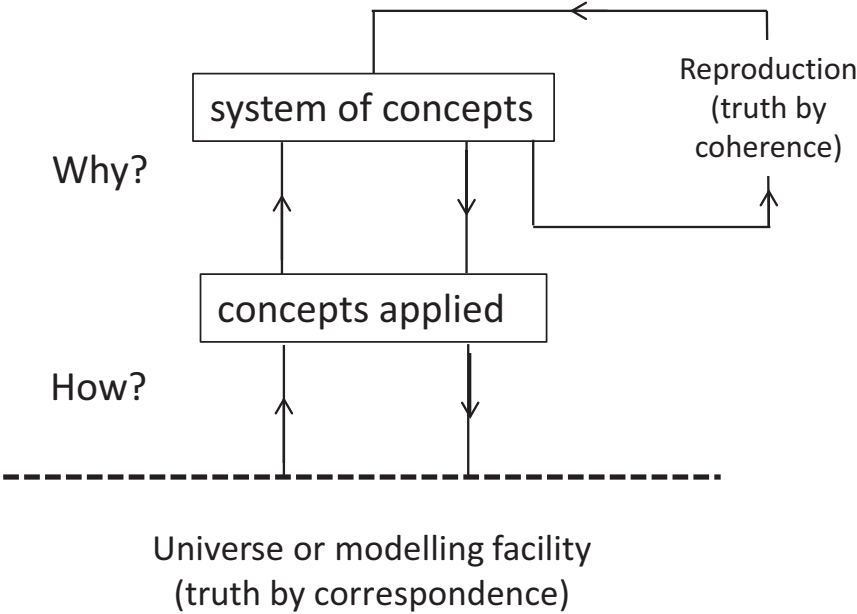 Reproduction
(truth by
coherence)
system of concepts
Why?
concepts applied
How?
Universe or modelling facility
(truth by correspondence)